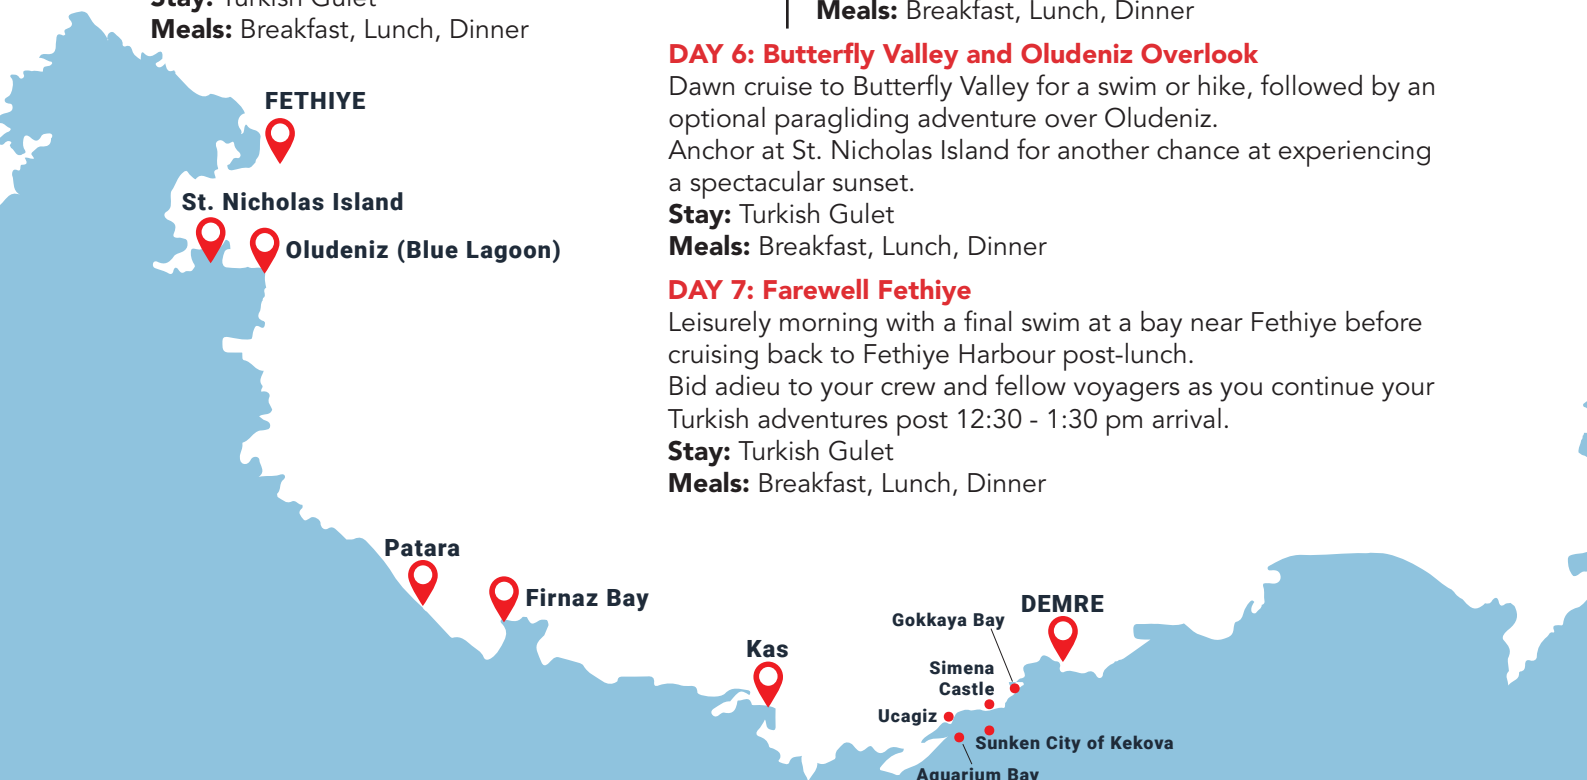 Stay: Turkish Gulet
Meals: Breakfast, Lunch, Dinner
Meals: Breakfast, Lunch, Dinner
DAY 6: Butterfly Valley and Oludeniz Overlook
Dawn cruise to Butterfly Valley for a swim or hike, followed by an
optional paragliding adventure over Oludeniz.
Anchor at St. Nicholas Island for another chance at experiencing
a spectacular sunset.
Stay: Turkish Gulet
Meals: Breakfast, Lunch, Dinner
DAY 7: Farewell Fethiye
Leisurely morning with a final swim at a bay near Fethiye before
cruising back to Fethiye Harbour post-lunch.
Bid adieu to your crew and fellow voyagers as you continue your
Turkish adventures post 12:30 - 1:30 pm arrival.
Stay: Turkish Gulet
Meals: Breakfast, Lunch, Dinner
FETHIYE
St. Nicholas Island
Oludeniz (Blue Lagoon)
Patara
Firnaz Bay
Kas
Gokkaya Bay
DEMRE
Simena
Castle
Ucagiz
Sunken City of Kekova
Aquarium Bay